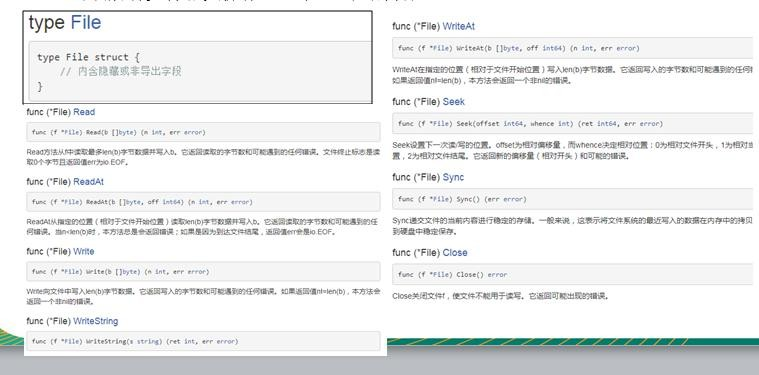 type File
type File struct {
// 内含隐藏或非导出字段
}
func (*File) Read
func (f *File) Read(b []byte) (n int, err error)
Read方法从f中读取最多len(b)字节数据并写入b。它返回读取的字节数和可能遇到的任何错误。文件终止标志是读
取0个字节且返回值err为io.EOF。
func (*File) ReadAt
func (f *File) ReadAt(b []byte, off int64) (n int, err error)
ReadAt从指定的位置（相对于文件开始位置）读取len(b)字节数据并写入b。它返回读取的字节数和可能遇到的任
何错误。当n<len(b)时，本方法总是会返回错误；如果是因为到达文件结尾，返回值err会是io.EOF。
func (*File) Write
func (f *File) Write(b []byte) (n int, err error)
Write向文件中写入len(b)字节数据。它返回写入的字节数和可能遇到的任何错误。如果返回值n!=len(b)，本方法会
返回一个非nil的错误。
func (*File) WriteString
func (f *File) WriteString(s string) (ret int, err error)
func (*File) WriteAt
func (f *File) WriteAt(b []byte, off int64) (n int, err error)
WriteAt在指定的位置（相对于文件开始位置）写入len(b)字节数据。它返回写入的字节数和可能遇到的任何
如果返回值n!=len(b)，本方法会返回一个非nil的错误。
func (*File) Seek
func (f *File) Seek(offset int64, whence int) (ret int64, err error)
Seek设置下一次读/写的位置。offset为相对偏移量，而whence决定相对位置：0为相对文件开头，1为相对当
置，2为相对文件结尾。它返回新的偏移量（相对开头）和可能的错误。
func (*File) Sync
func (f *File) Sync() (err error)
Sync递交文件的当前内容进行稳定的存储。一般来说，这表示将文件系统的最近写入的数据在内存中的拷贝
到硬盘中稳定保存。
func (*File) Close
func (f *File) Close() error
Close关闭文件f，使文件不能用于读写。它返回可能出现的错误。